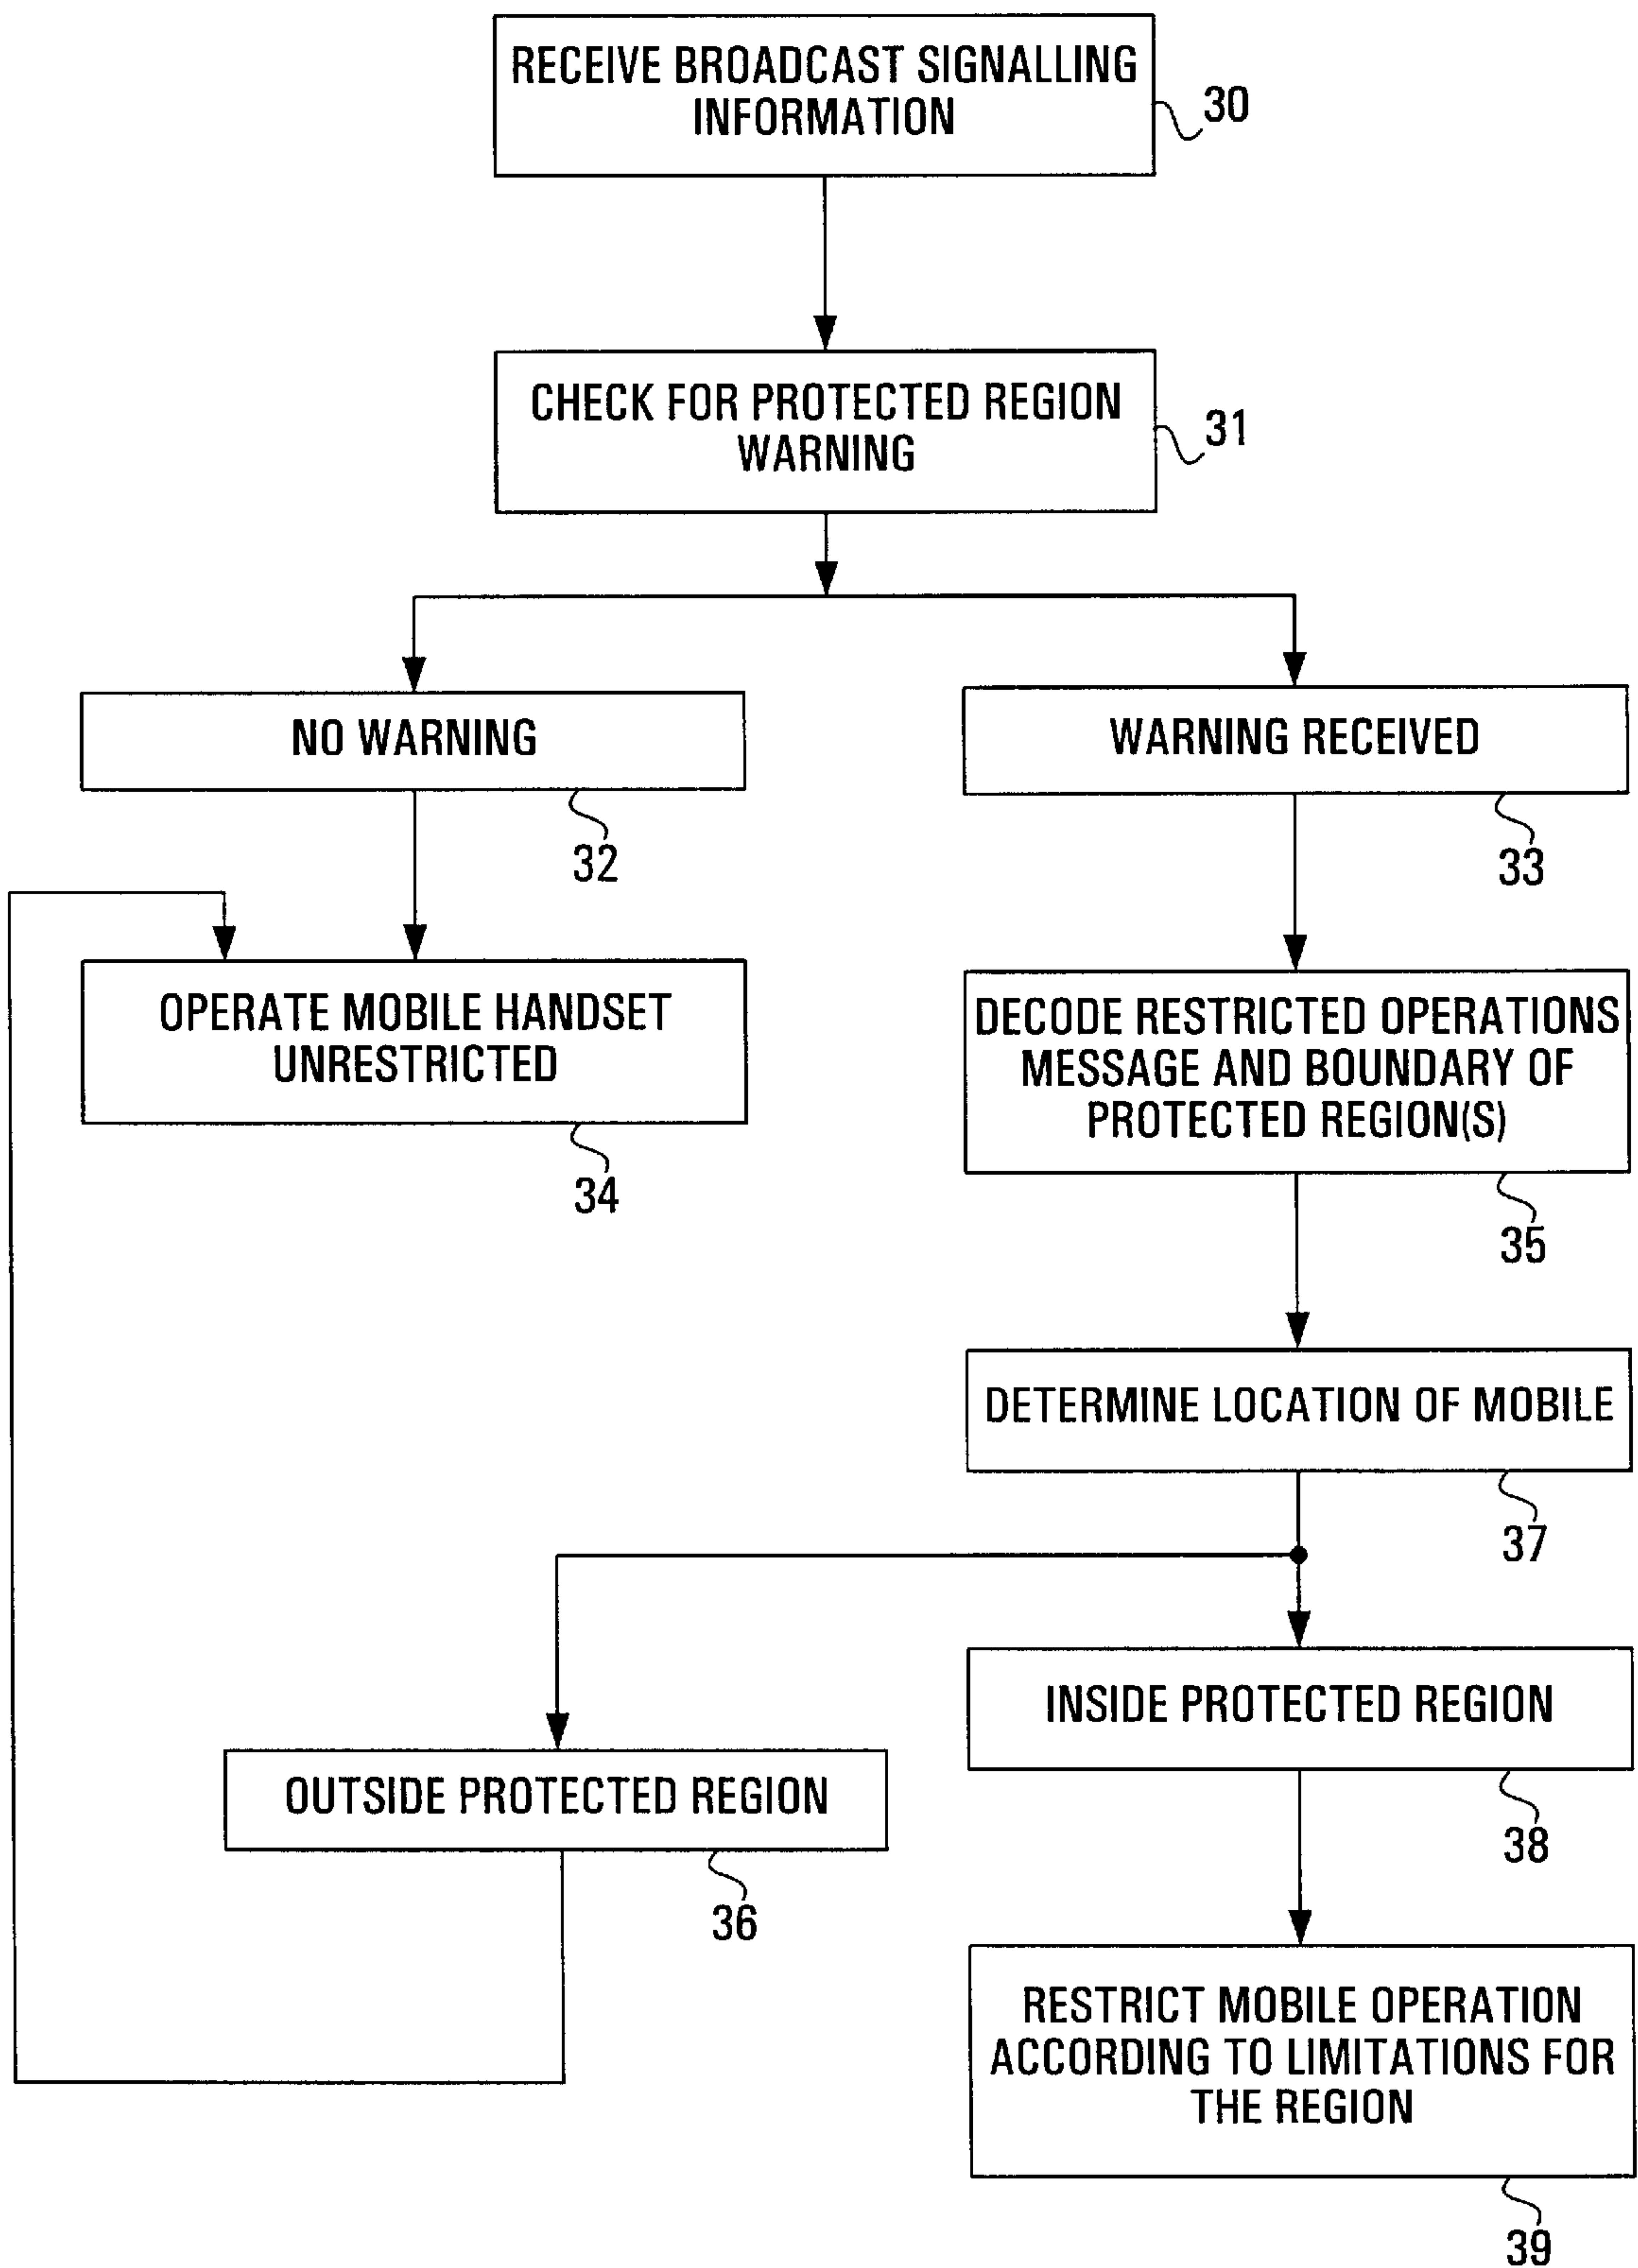 RECEIVE BROADCAST SIGNALLING
INFORMATION
30
CHECK FOR PROTECTED REGION
WARNING
31
NO WARNING
32
WARNING RECEIVED
33
OPERATE MOBILE HANDSET
UNRESTRICTED
34
DECODE RESTRICTED OPERATIONS
MESSAGE AND BOUNDARY OF
PROTECTED REGION(S)
35
DETERMINE LOCATION OF MOBILE
37
INSIDE PROTECTED REGION
38
OUTSIDE PROTECTED REGION
36
RESTRICT MOBILE OPERATION
ACCORDING TO LIMITATIONS FOR
THE REGION
39